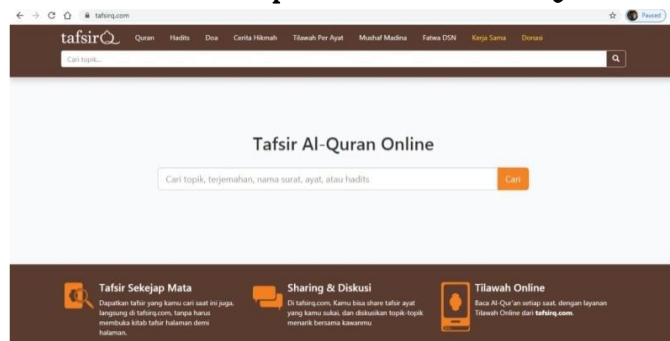 tafsirq.com
Paused
tafsirQ Quran Hadits Doa Cerita Hikmah Tilawah Per Ayat Mushaf Madina Fatwa DSN Kerja Sama Donasi
Cari topik...
Tafsir Al-Quran Online
Cari topik, terjemahan, nama surat, ayat, atau hadits Cari
Tafsir Sekejap Mata
Dapatkan tafsir yang kamu cari saat ini juga,
langsung di tafsirq.com, tanpa harus
membuka kitab tafsir halaman demi
halaman.
Sharing & Diskusi
Di tafsirq.com, Kamu bisa share tafsir ayat
yang kamu sukai, dan diskusikan topik-topik
menarik bersama kawanmu
Tilawah Online
Baca Al-Qur'an setiap saat, dengan layanan
Tilawah Online dari tafsirq.com.